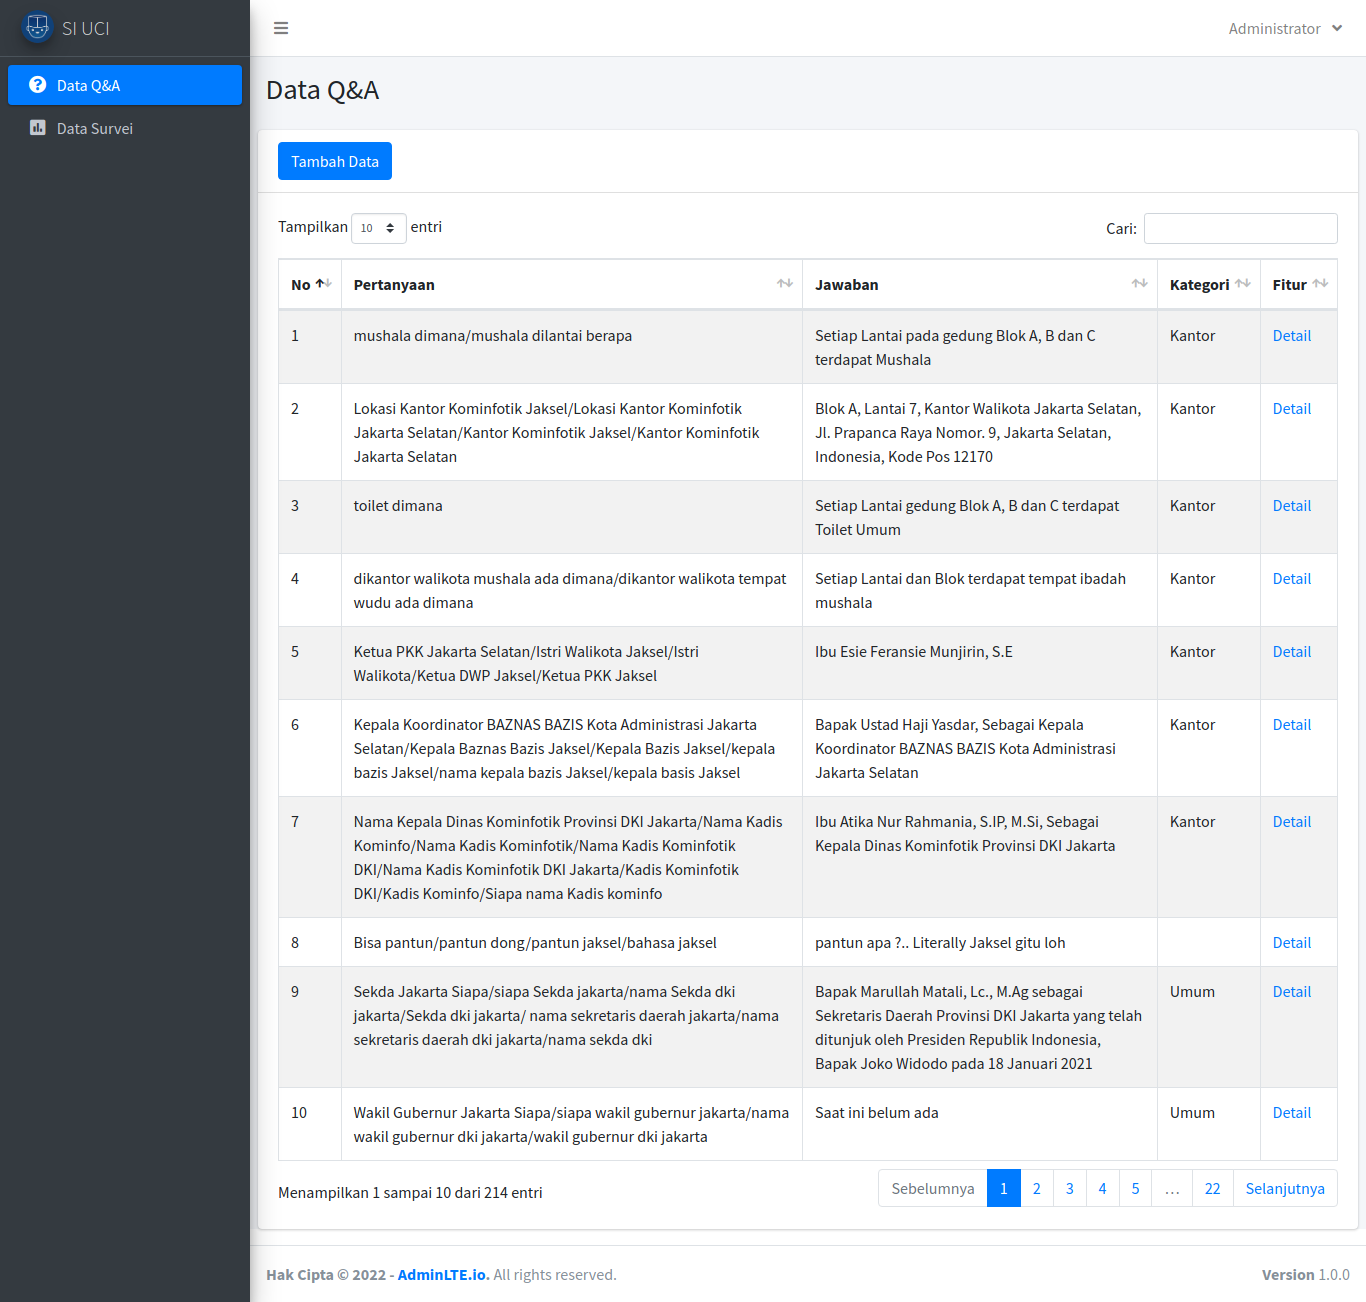 SI UCI
Administrator
Data Q&A
Data Survei
Data Q&A
Tambah Data
Tampilkan 10 entri
Cari:
No Pertanyaan Jawaban Kategori Fitur
1 mushala dimana/mushala dilantai berapa Setiap Lantai pada gedung Blok A, B dan C Kantor Detail
terdapat Mushala
2 Lokasi Kantor Kominfotik Jaksel/Lokasi Kantor Kominfotik Blok A, Lantai 7, Kantor Walikota Jakarta Selatan, Kantor Detail
Jakarta Selatan/Kantor Kominfotik Jaksel/Kantor Kominfotik Jl. Prapanca Raya Nomor. 9, Jakarta Selatan,
Jakarta Selatan Indonesia, Kode Pos 12170
3 toilet dimana Setiap Lantai gedung Blok A, B dan C terdapat Kantor Detail
Toilet Umum
4 dikantor walikota mushala ada dimana/dikantor walikota tempat Setiap Lantai dan Blok terdapat tempat ibadah Kantor Detail
wudu ada dimana mushala
5 Ketua PKK Jakarta Selatan/Istri Walikota Jaksel/Istri Ibu Esie Feransie Munjirin, S.E Kantor Detail
Walikota/Ketua DWP Jaksel/Ketua PKK Jaksel
6 Kepala Koordinator BAZNAS BAZIS Kota Administrasi Jakarta Bapak Ustad Haji Yasdar, Sebagai Kepala Kantor Detail
Selatan/Kepala Baznas Bazis Jaksel/Kepala Bazis Jaksel/kepala Koordinator BAZNAS BAZIS Kota Administrasi
bazis Jaksel/nama kepala bazis Jaksel/kepala basis Jaksel Jakarta Selatan
7 Nama Kepala Dinas Kominfotik Provinsi DKI Jakarta/Nama Kadis Ibu Atika Nur Rahmania, S.IP, M.Si, Sebagai Kantor Detail
Kominfo/Nama Kadis Kominfotik/Nama Kadis Kominfotik Kepala Dinas Kominfotik Provinsi DKI Jakarta
DKI/Nama Kadis Kominfotik DKI Jakarta/Kadis Kominfotik
DKI/Kadis Kominfo/Siapa nama Kadis kominfo
8 Bisa pantun/pantun dong/pantun jaksel/bahasa jaksel pantun apa ?.. Literally Jaksel gitu loh Detail
9 Sekda Jakarta Siapa/siapa Sekda jakarta/nama Sekda dki Bapak Marullah Matali, Lc., M.Ag sebagai Umum Detail
jakarta/Sekda dki jakarta/ nama sekretaris daerah jakarta/nama Sekretaris Daerah Provinsi DKI Jakarta yang telah
sekretaris daerah dki jakarta/nama sekda dki ditunjuk oleh Presiden Republik Indonesia,
Bapak Joko Widodo pada 18 Januari 2021
10 Wakil Gubernur Jakarta Siapa/siapa wakil gubernur jakarta/nama Saat ini belum ada Umum Detail
wakil gubernur dki jakarta/wakil gubernur dki jakarta
Menampilkan 1 sampai 10 dari 214 entri
Sebelumnya 1 2 3 4 5 … 22 Selanjutnya
Hak Cipta © 2022 - AdminLTE.io. All rights reserved.
Version 1.0.0